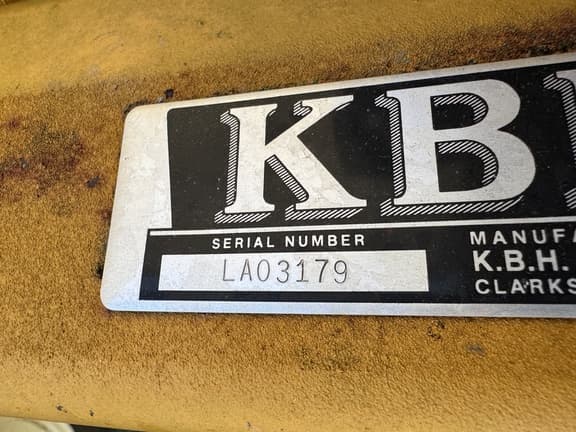 KB
SERIAL NUMBER
LA03179
MANUFA
K.B.H.
CLARKS